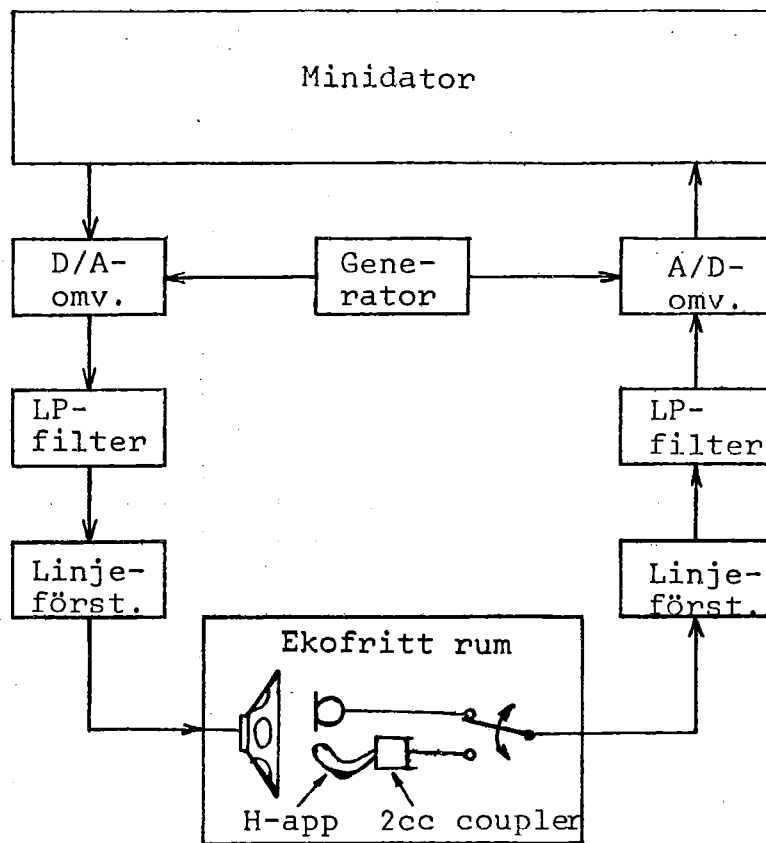 Minidator
D/A-
omv.
Gene-
rator
A/D-
omv.
LP-
filter
LP-
filter
Linje-
först.
Linje-
först.
Ekofritt rum
H-app
2cc coupler